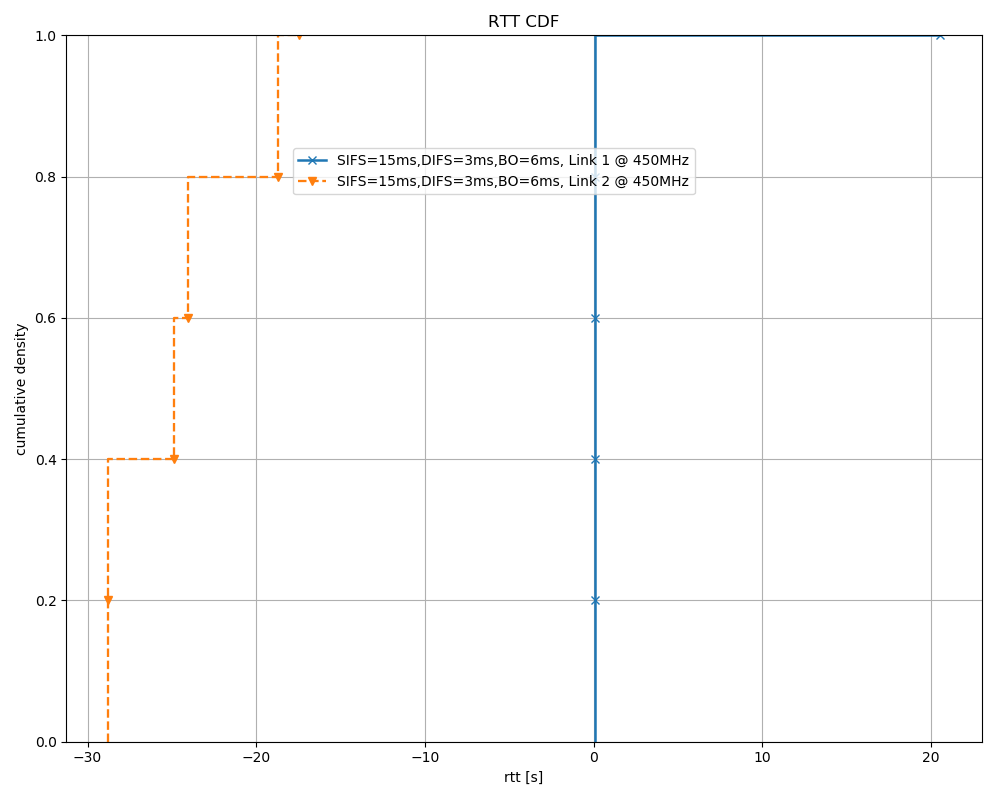 RTT CDF
1.0
0.8
0.6
0.4
0.2
0.0
cumulative density
SIFS=15ms,DIFS=3ms,BO=6ms, Link 1 @ 450MHz
SIFS=15ms,DIFS=3ms,BO=6ms, Link 2 @ 450MHz
−30 −20 −10 0 10 20
rtt [s]